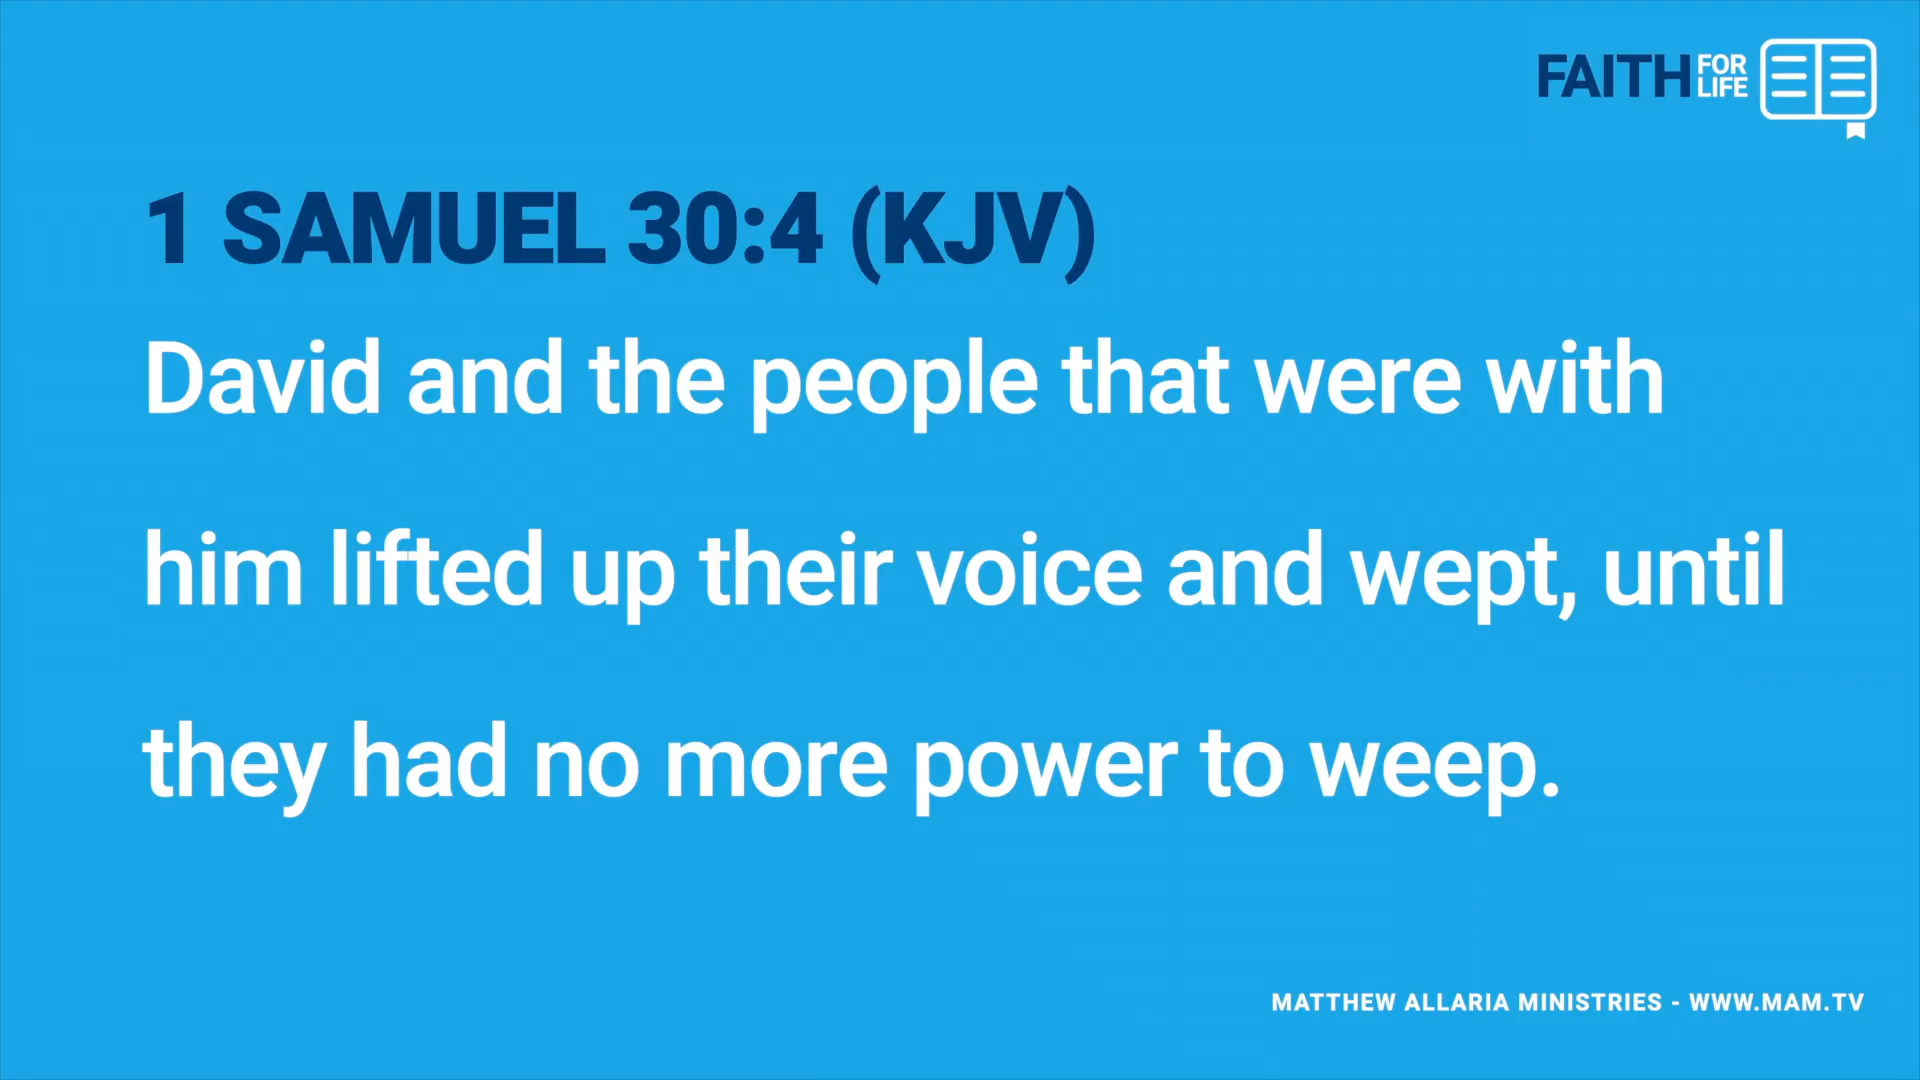 FAITH FOR LIFE
1 SAMUEL 30:4 (KJV)
David and the people that were with
him lifted up their voice and wept, until
they had no more power to weep.
MATTHEW ALLARIA MINISTRIES - WWW.MAM.TV